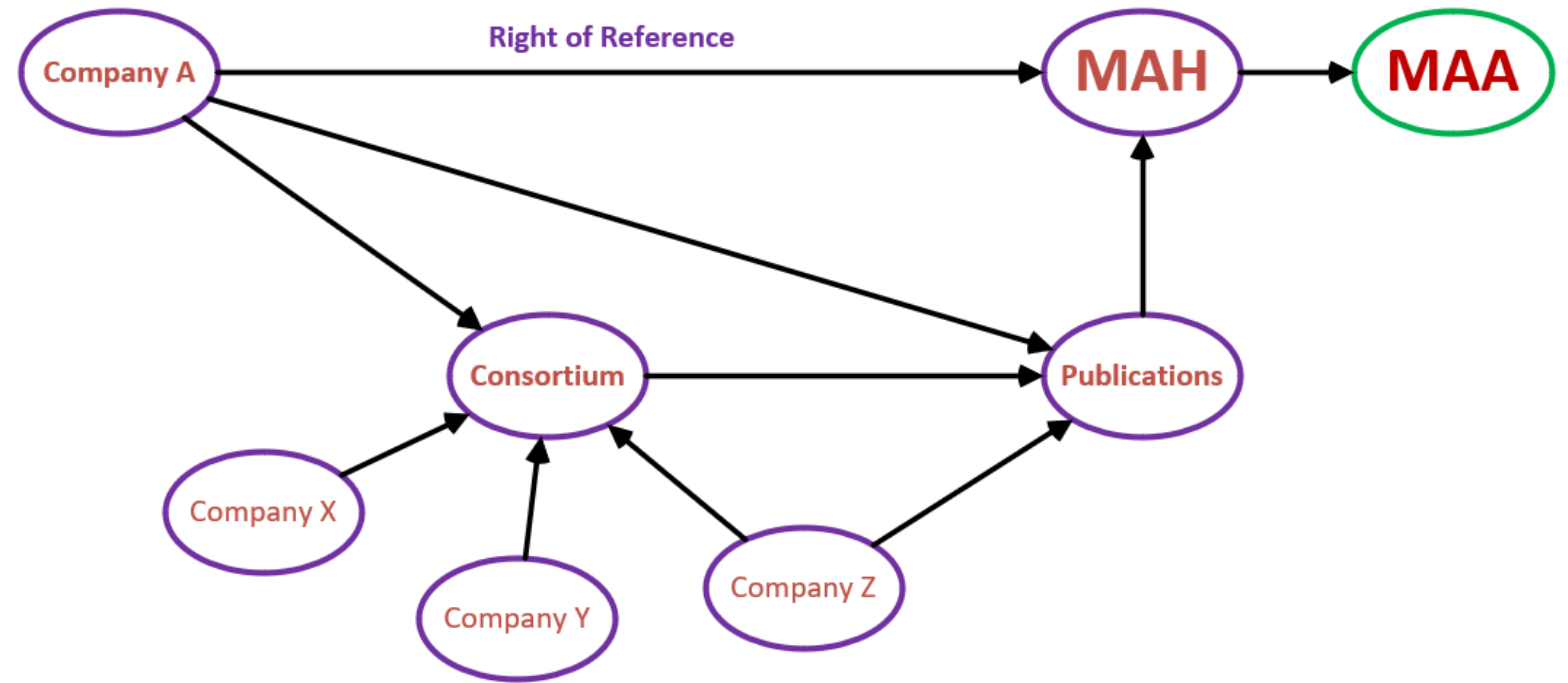 Right of Reference
Company A
MAH
MAA
Consortium
Publications
Company X
Company Z
Company Y